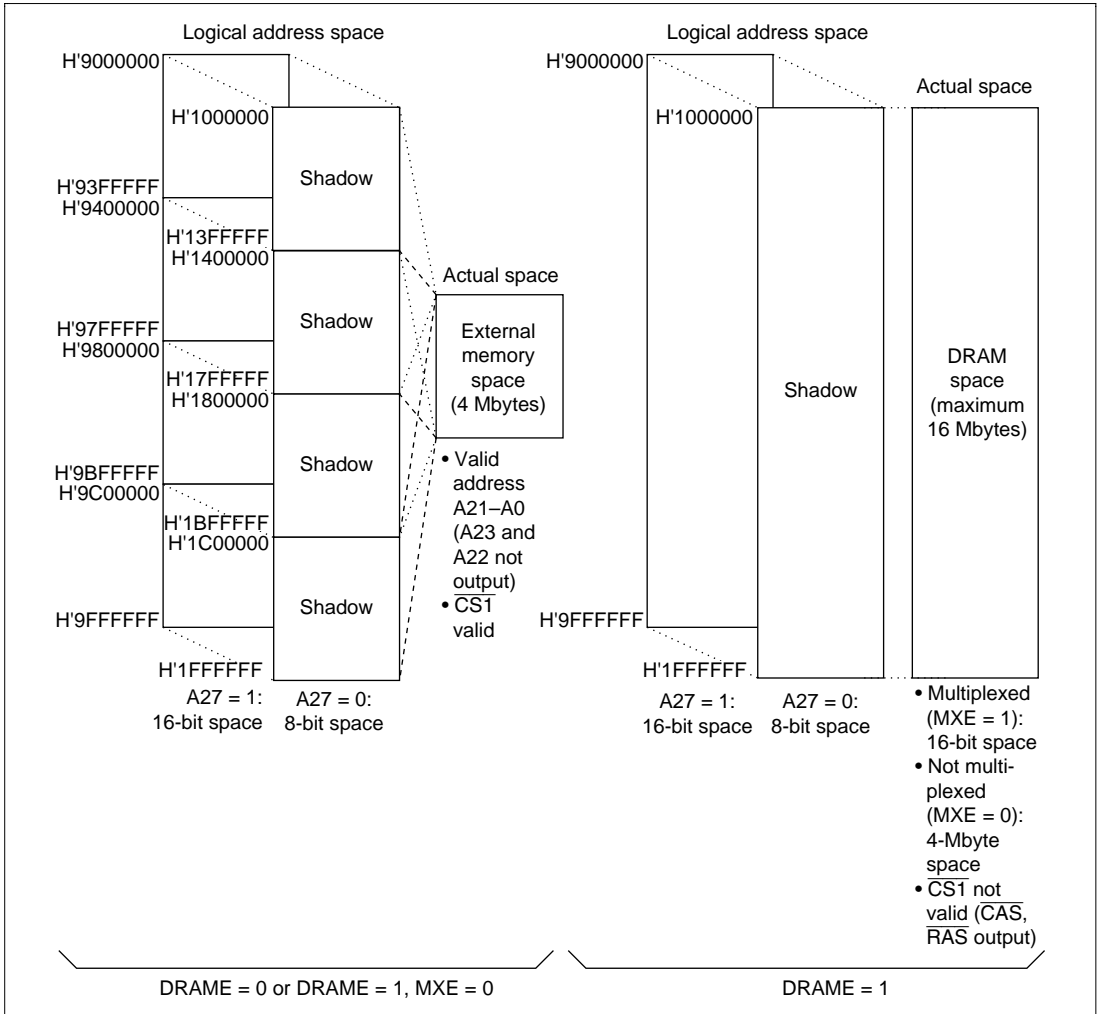 Logical address space
H'9000000
H'1000000
Shadow
H'93FFFFF
H'9400000
H'13FFFFF
H'1400000
Shadow
H'97FFFFF
H'9800000
H'17FFFFF
H'1800000
Shadow
H'9BFFFFF
H'9C00000
H'1BFFFFF
H'1C00000
Shadow
H'9FFFFFF
H'1FFFFFF
A27 = 1:
16-bit space
A27 = 0:
8-bit space
Actual space
External
memory
space
(4 Mbytes)
• Valid
address
A21–A0
(A23 and
A22 not
output)
• CS1
valid
DRAME = 0 or DRAME = 1, MXE = 0
Logical address space
H'9000000
H'1000000
Shadow
H'9FFFFFF
H'1FFFFFF
A27 = 1:
16-bit space
A27 = 0:
8-bit space
Actual space
DRAM
space
(maximum
16 Mbytes)
• Multiplexed
(MXE = 1):
16-bit space
• Not multi-
plexed
(MXE = 0):
4-Mbyte
space
• CS1 not
valid (CAS,
RAS output)
DRAME = 1